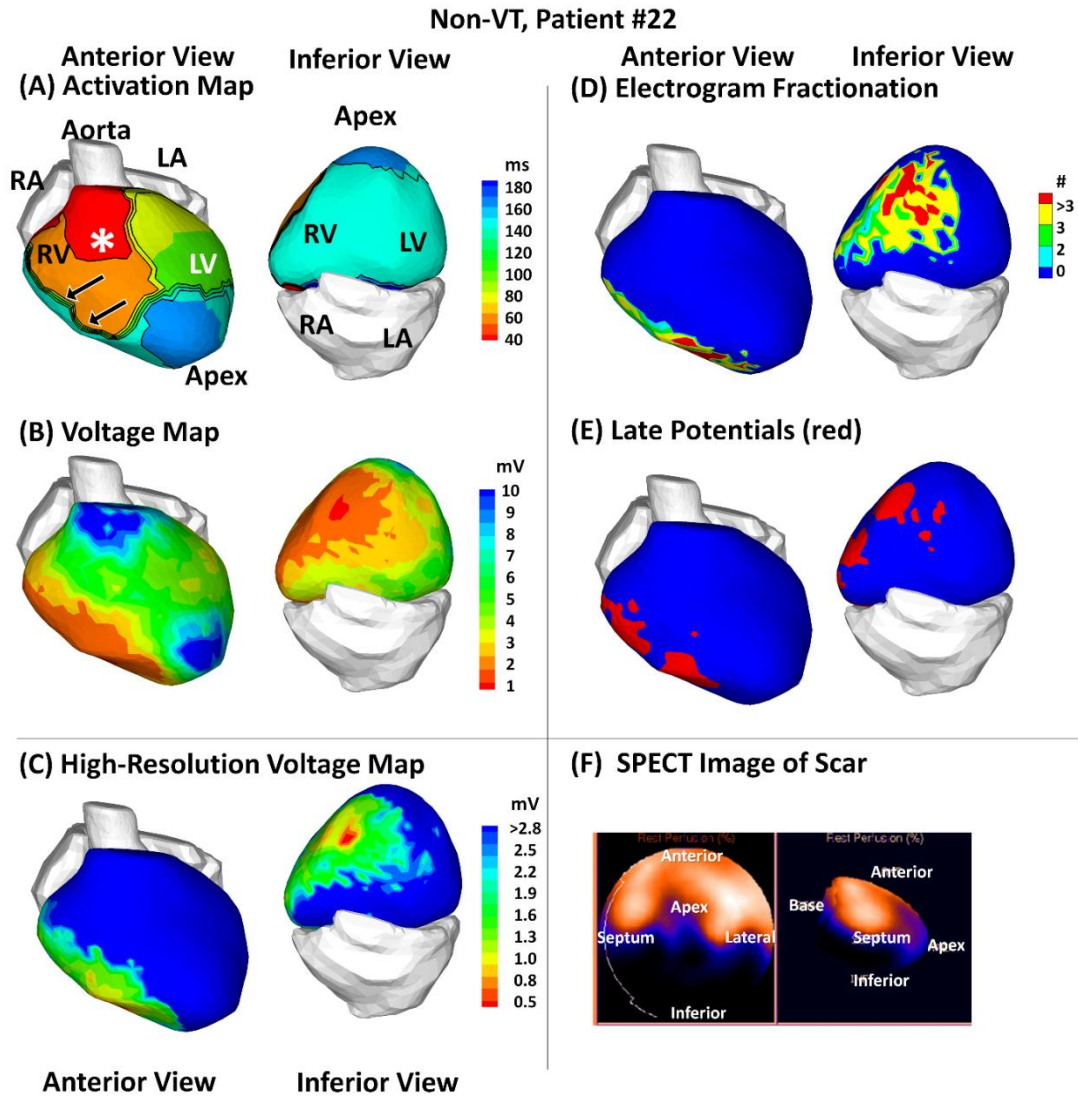 Non-VT, Patient #22
Anterior View
Inferior View
(A) Activation Map
Aorta
LA
RA
*
RV
LV
Apex
Apex
RV
LV
RA
LA
ms
180
160
140
120
100
80
60
40
(B) Voltage Map
mV
10
9
8
7
6
5
4
3
2
1
(C) High-Resolution Voltage Map
mV
>2.8
2.5
2.2
1.9
1.6
1.3
1.0
0.8
0.5
Anterior View
Inferior View
Anterior View
Inferior View
(D) Electrogram Fractionation
#
>3
3
2
0
(E) Late Potentials (red)
(F) SPECT Image of Scar
Rest Perfusion (%)
Anterior
Apex
Septum
Lateral
Inferior
Rest Perfusion (%)
Anterior
Base
Septum
Apex
Inferior